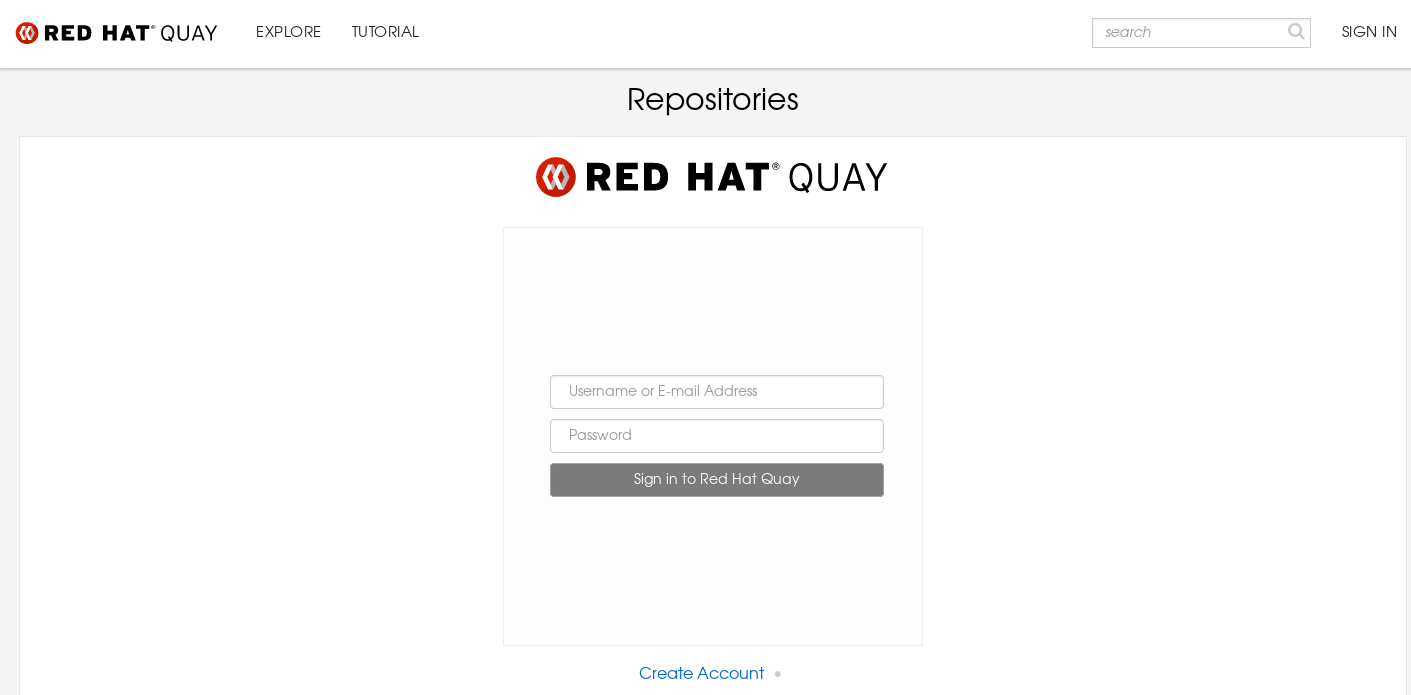 RED HAT® QUAY EXPLORE TUTORIAL search SIGN IN
Repositories
RED HAT® QUAY
Username or E-mail Address
Password
Sign in to Red Hat Quay
Create Account